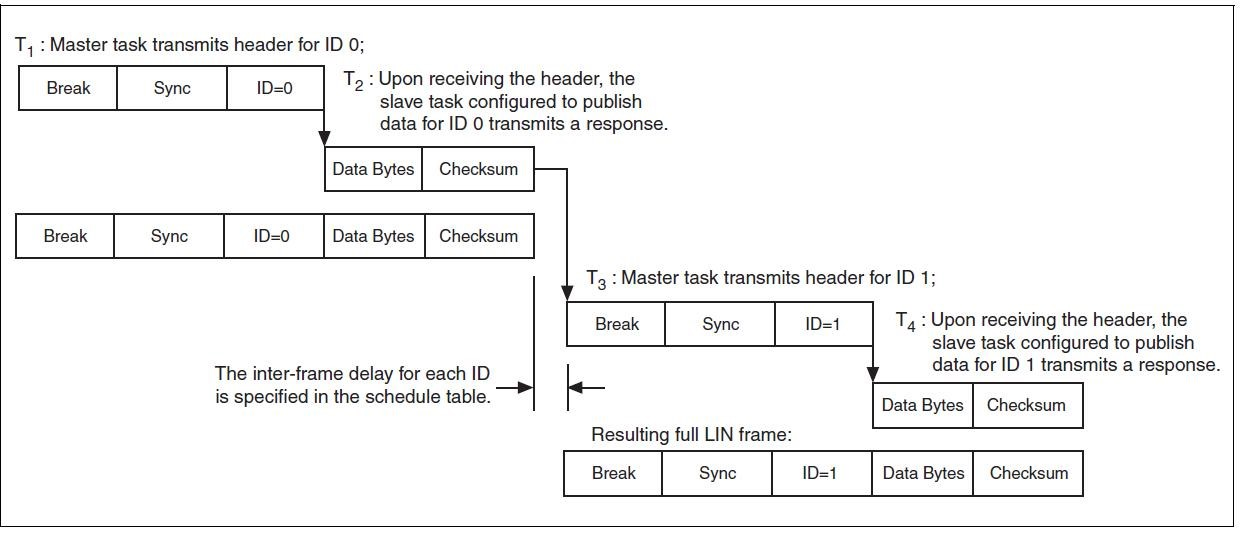 T1 : Master task transmits header for ID 0;
Break Sync ID=0
T2 : Upon receiving the header, the
slave task configured to publish
data for ID 0 transmits a response.
Data Bytes Checksum
Break Sync ID=0 Data Bytes Checksum
T3 : Master task transmits header for ID 1;
Break Sync ID=1
T4 : Upon receiving the header, the
slave task configured to publish
data for ID 1 transmits a response.
The inter-frame delay for each ID
is specified in the schedule table.
Data Bytes Checksum
Resulting full LIN frame:
Break Sync ID=1 Data Bytes Checksum